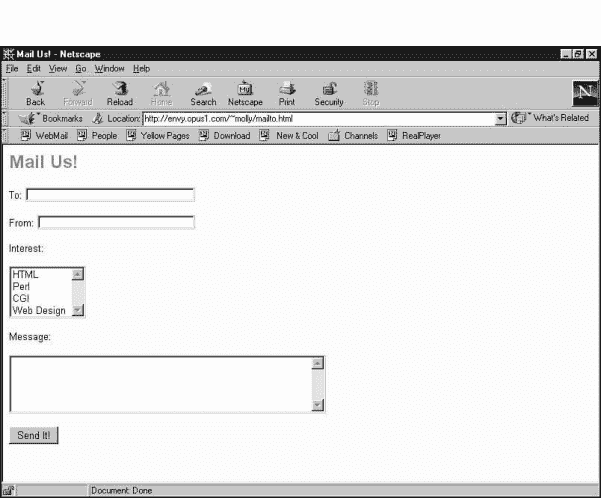 Mail Us! - Netscape
File Edit View Go Window Help
Back Forward Reload Home Search Netscape Print Security Stop
N
Bookmarks Location: http://envy.opus1.com/~molly/mailto.html What's Related
WebMail People Yellow Pages Download New & Cool Channels RealPlayer
Mail Us!
To:
From:
Interest:
HTML
Perl
CGI
Web Design
Message:
Send It!
Document: Done